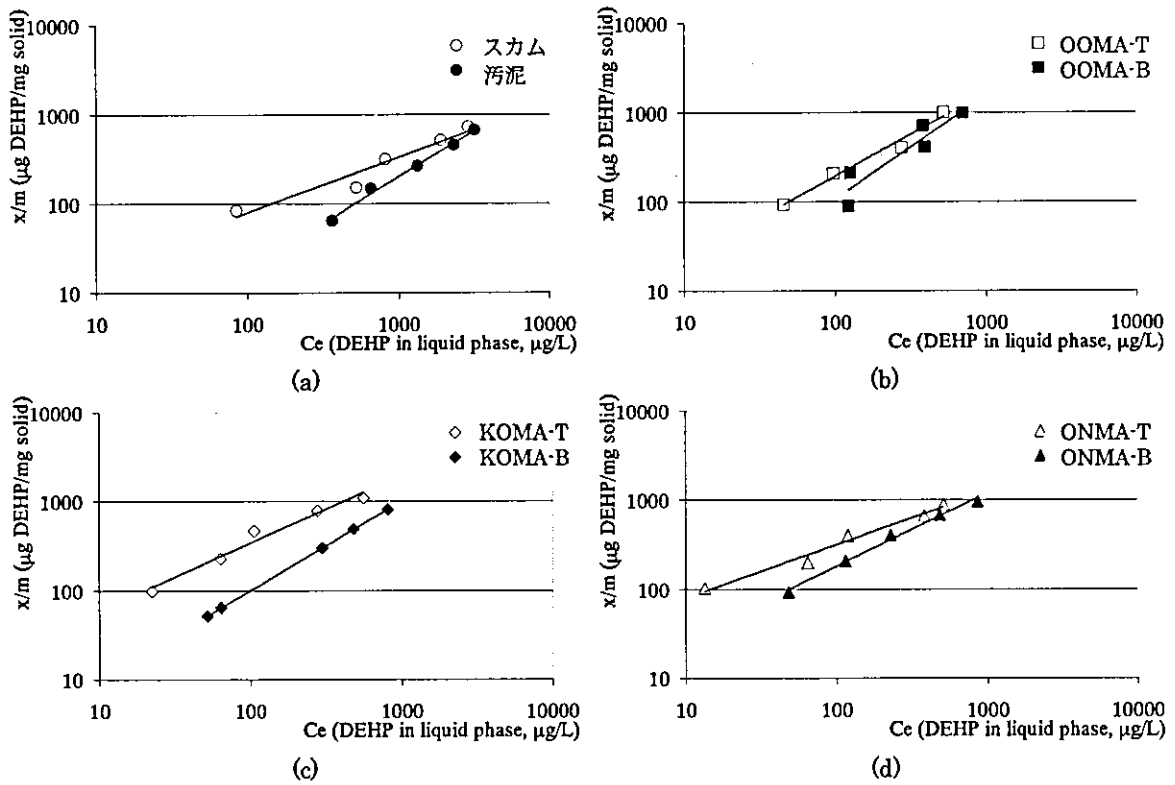 x/m (µg DEHP/mg solid)
10000
1000
100
10
スカム
汚泥
10
100
1000
10000
Ce (DEHP in liquid phase, µg/L)
(a)
x/m (µg DEHP/mg solid)
10000
1000
100
10
OOMA-T
OOMA-B
10
100
1000
10000
Ce (DEHP in liquid phase, µg/L)
(b)
x/m (µg DEHP/mg solid)
10000
1000
100
10
KOMA-T
KOMA-B
10
100
1000
10000
Ce (DEHP in liquid phase, µg/L)
(c)
x/m (µg DEHP/mg solid)
10000
1000
100
10
ONMA-T
ONMA-B
10
100
1000
10000
Ce (DEHP in liquid phase, µg/L)
(d)